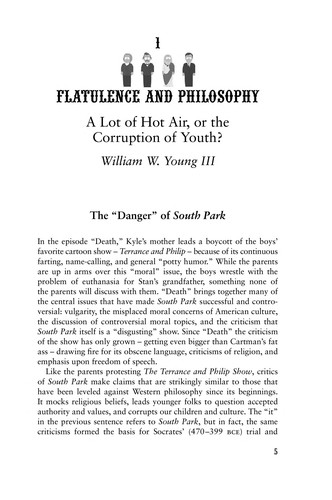 1
FLATULENCE AND PHILOSOPHY
A Lot of Hot Air, or the
Corruption of Youth?
William W. Young III
The “Danger” of South Park
In the episode “Death,” Kyle’s mother leads a boycott of the boys’
favorite cartoon show – Terrance and Philip – because of its continuous
farting, name-calling, and general “potty humor.” While the parents
are up in arms over this “moral” issue, the boys wrestle with the
problem of euthanasia for Stan’s grandfather, something none of
the parents will discuss with them. “Death” brings together many of
the central issues that have made South Park successful and contro-
versial: vulgarity, the misplaced moral concerns of American culture,
the discussion of controversial moral topics, and the criticism that
South Park itself is a “disgusting” show. Since “Death” the criticism
of the show has only grown – getting even bigger than Cartman’s fat
ass – drawing fire for its obscene language, criticisms of religion, and
emphasis upon freedom of speech.
Like the parents protesting The Terrance and Philip Show, critics
of South Park make claims that are strikingly similar to those that
have been leveled against Western philosophy since its beginnings.
It mocks religious beliefs, leads younger folks to question accepted
authority and values, and corrupts our children and culture. The “it”
in the previous sentence refers to South Park, but in fact, the same
criticisms formed the basis for Socrates’ (470–399 BCE) trial and
5